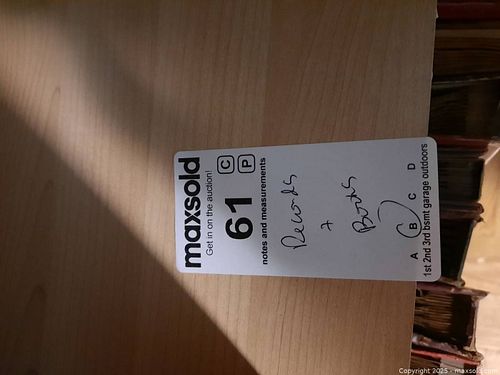 maxsold
Get in on the auction!
61 C P
notes and measurements
Records
+
Books
A B C D
1st 2nd 3rd bsmt garage outdoors
Copyright 2025 - maxsold.com